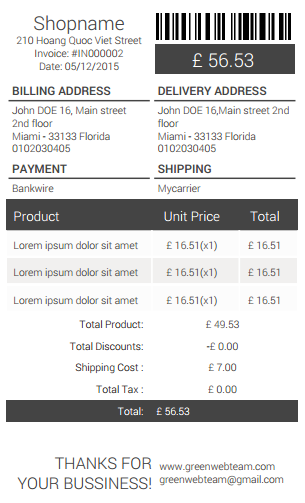 Shopname
210 Hoang Quoc Viet Street
Invoice: #IN000002
Date: 05/12/2015
£ 56.53
BILLING ADDRESS
John DOE 16, Main street
2nd floor
Miami - 33133 Florida
0102030405
DELIVERY ADDRESS
John DOE 16,Main street 2nd
floor
Miami - 33133 Florida
0102030405
PAYMENT
Bankwire
SHIPPING
Mycarrier
Product Unit Price Total
Lorem ipsum dolor sit amet £ 16.51(x1) £ 16.51
Lorem ipsum dolor sit amet £ 16.51(x1) £ 16.51
Lorem ipsum dolor sit amet £ 16.51(x1) £ 16.51
Total Product: £ 49.53
Total Discounts: -£ 0.00
Shipping Cost : £ 7.00
Total Tax : £ 0.00
Total: £ 56.53
THANKS FOR
YOUR BUSSINESS!
www.greenwebteam.com
greenwebteam@gmail.com